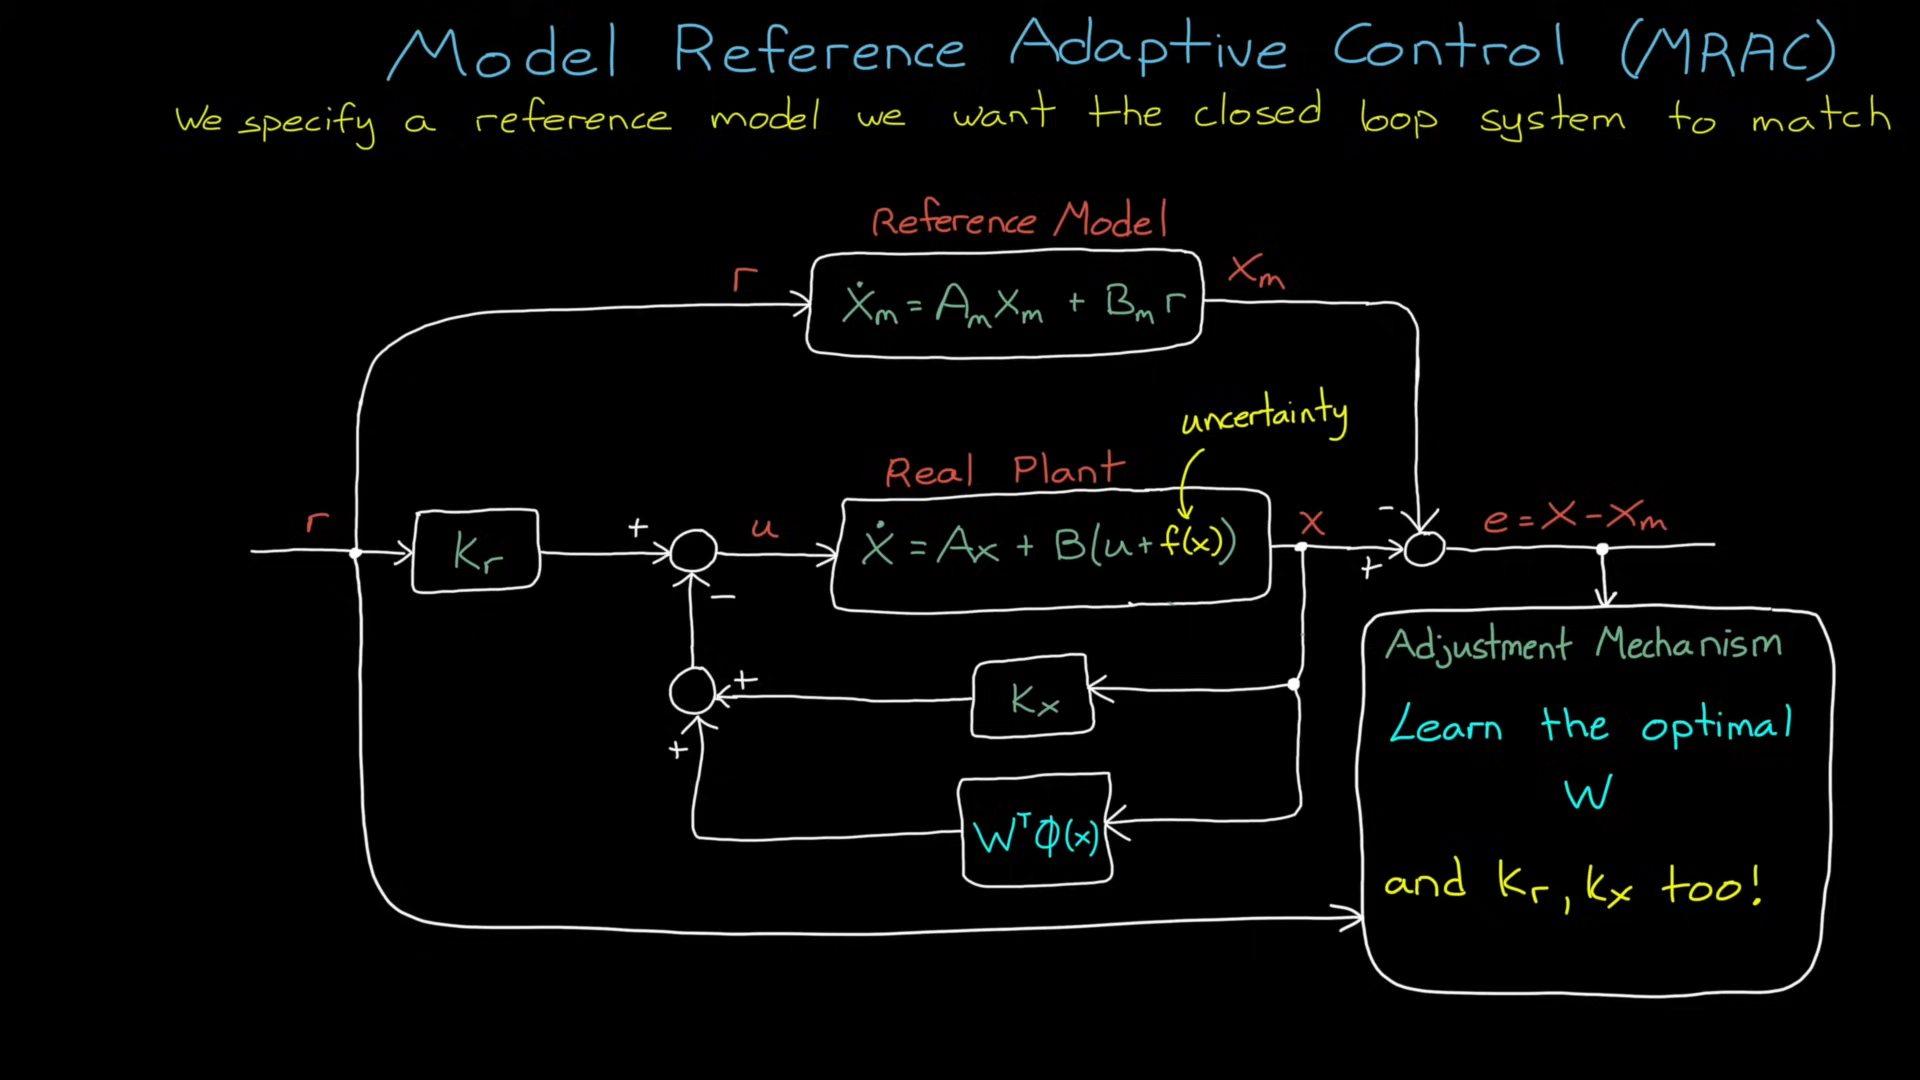 Model Reference Adaptive Control (MRAC)
We specify a reference model we want the closed loop system to match
Reference Model
r
ẋₘ = Aₘxₘ + Bₘr
xₘ
uncertainty
Real Plant
r
Kᵣ
+
-
u
ẋ = Ax + B(u+f(x))
x
-
+
e = x - xₘ
Kₓ
+
+
WᵀΦ(x)
Adjustment Mechanism
Learn the optimal
W
and Kᵣ, Kₓ too!